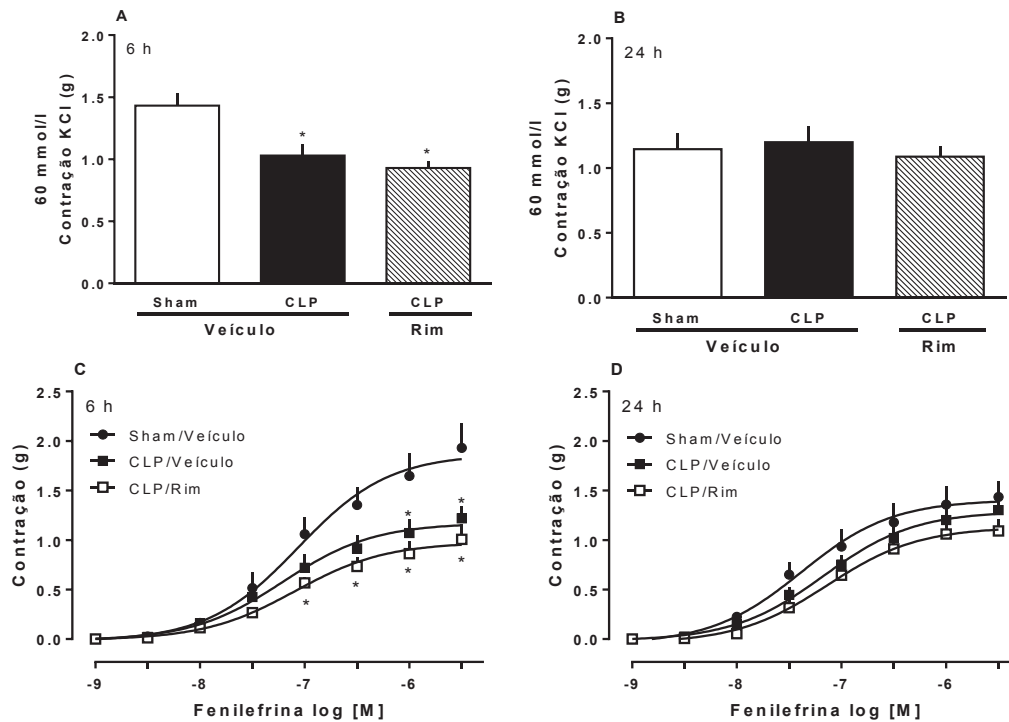 A
6 h
2.0
1.5
1.0
0.5
0.0
60 mmol/l
Contração KCl (g)
*
*
Sham
CLP
CLP
Veículo
Rim
B
24 h
2.0
1.5
1.0
0.5
0.0
60 mmol/l
Contração KCl (g)
Sham
CLP
CLP
Veículo
Rim
C
6 h
2.5
2.0
1.5
1.0
0.5
0.0
Contração (g)
Sham/Veículo
CLP/Veículo
CLP/Rim
*
*
*
*
*
*
-9
-8
-7
-6
Fenilefrina log [M]
D
24 h
2.5
2.0
1.5
1.0
0.5
0.0
Contração (g)
Sham/Veículo
CLP/Veículo
CLP/Rim
-9
-8
-7
-6
Fenilefrina log [M]